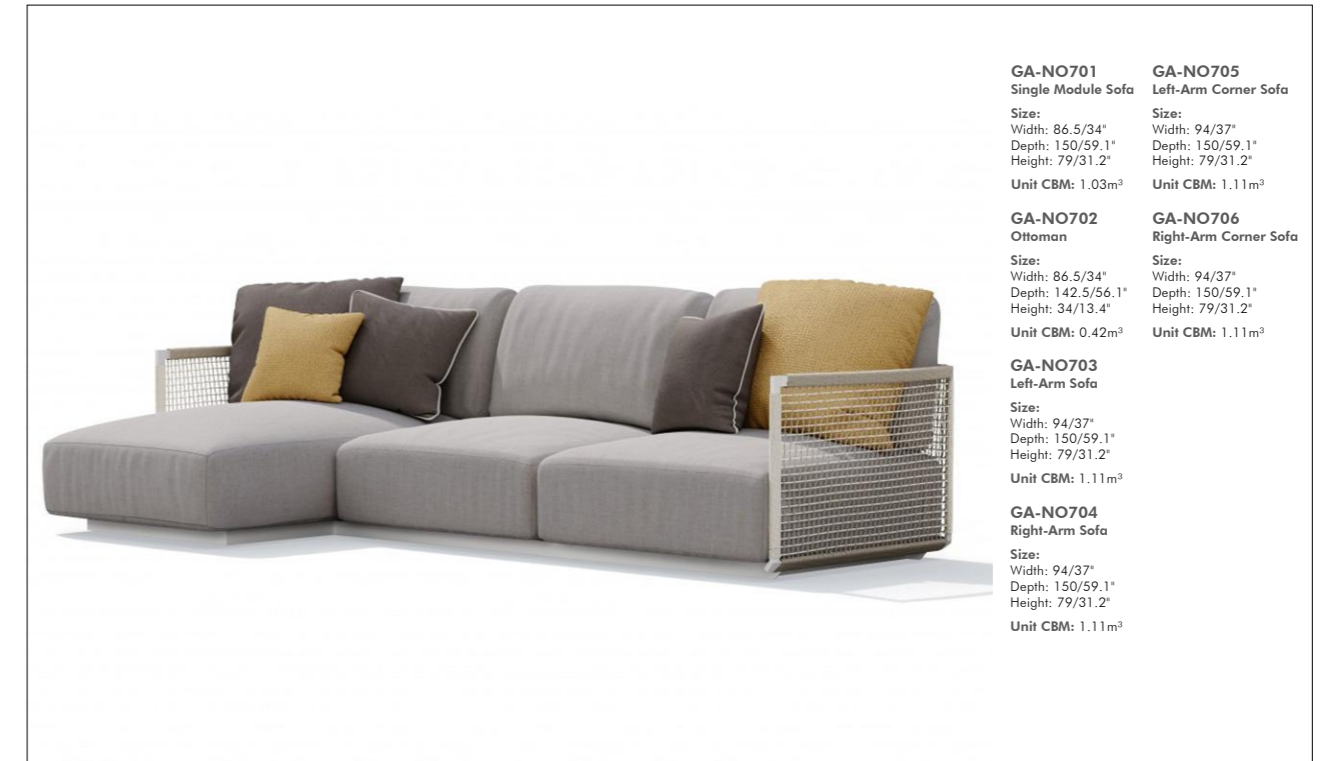 GA-NO701
Single Module Sofa
Size:
Width: 86.5/34"
Depth: 150/59.1"
Height: 79/31.2"
Unit CBM: 1.03m³
GA-NO702
Ottoman
Size:
Width: 86.5/34"
Depth: 142.5/56.1"
Height: 34/13.4"
Unit CBM: 0.42m³
GA-NO703
Left-Arm Sofa
Size:
Width: 94/37"
Depth: 150/59.1"
Height: 79/31.2"
Unit CBM: 1.11m³
GA-NO704
Right-Arm Sofa
Size:
Width: 94/37"
Depth: 150/59.1"
Height: 79/31.2"
Unit CBM: 1.11m³
GA-NO705
Left-Arm Corner Sofa
Size:
Width: 94/37"
Depth: 150/59.1"
Height: 79/31.2"
Unit CBM: 1.11m³
GA-NO706
Right-Arm Corner Sofa
Size:
Width: 94/37"
Depth: 150/59.1"
Height: 79/31.2"
Unit CBM: 1.11m³